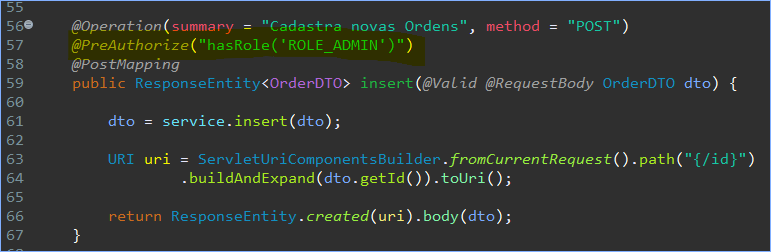 55
56 @Operation(summary = "Cadastra novas Ordens", method = "POST")
57 @PreAuthorize("hasRole('ROLE_ADMIN')")
58 @PostMapping
59 public ResponseEntity<OrderDTO> insert(@Valid @RequestBody OrderDTO dto) {
60
61 dto = service.insert(dto);
62
63 URI uri = ServletUriComponentsBuilder.fromCurrentRequest().path("{/id}")
64 .buildAndExpand(dto.getId()).toUri();
65
66 return ResponseEntity.created(uri).body(dto);
67 }
68